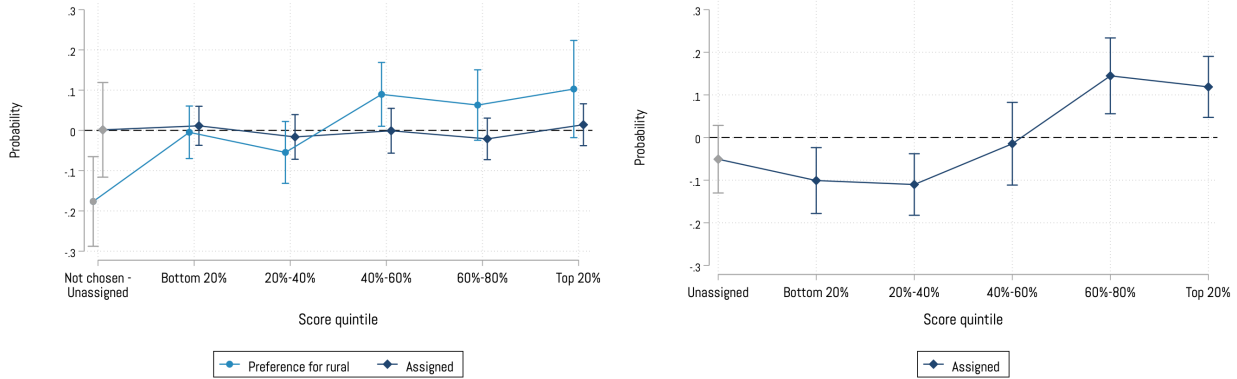 .3
.2
.1
0
-.1
-.2
-.3
Probability
Not chosen -
Unassigned
Bottom 20%
20%-40%
40%-60%
60%-80%
Top 20%
Score quintile
Preference for rural
Assigned
.3
.2
.1
0
-.1
-.2
-.3
Probability
Unassigned
Bottom 20%
20%-40%
40%-60%
60%-80%
Top 20%
Score quintile
Assigned